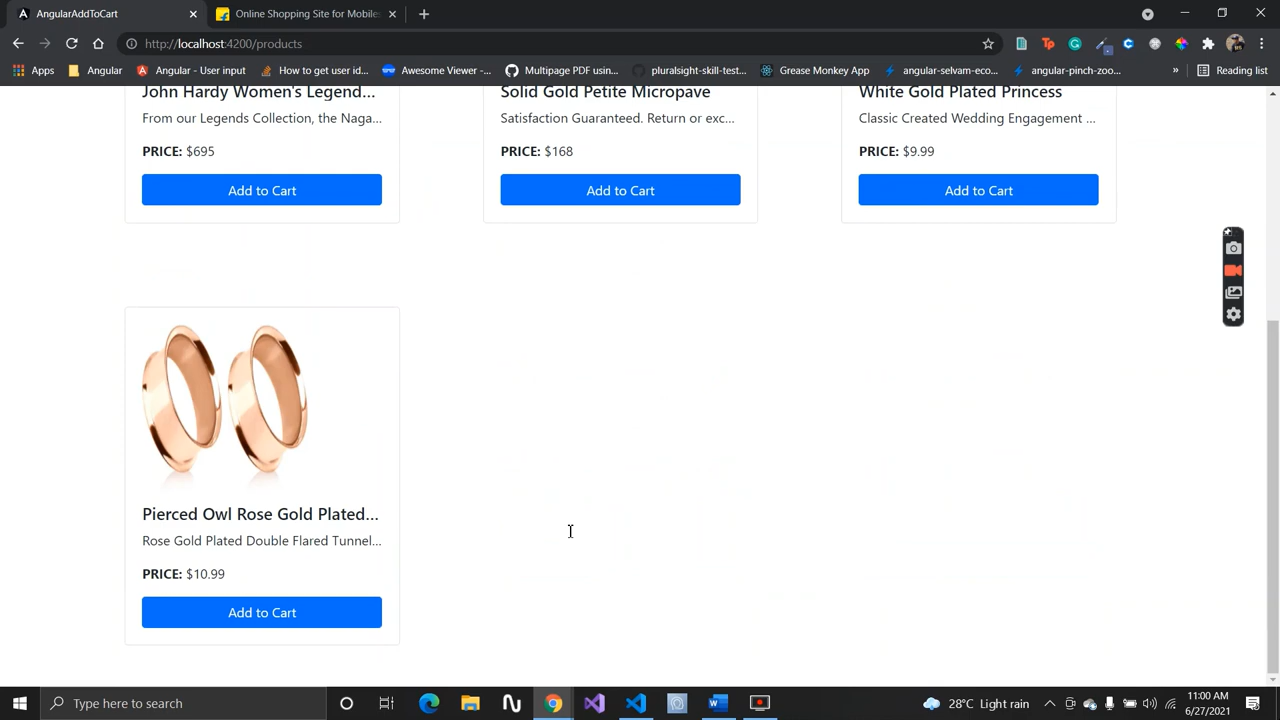 AngularAddToCart
Online Shopping Site for Mobiles
http://localhost:4200/products
Apps
Angular
Angular - User input
How to get user id...
Awesome Viewer -...
Multipage PDF usin...
pluralsight-skill-test...
Grease Monkey App
angular-selvam-eco...
angular-pinch-zoo...
»
Reading list
John Hardy Women's Legend...
From our Legends Collection, the Naga...
PRICE: $695
Add to Cart
Solid Gold Petite Micropave
Satisfaction Guaranteed. Return or exc...
PRICE: $168
Add to Cart
White Gold Plated Princess
Classic Created Wedding Engagement ...
PRICE: $9.99
Add to Cart
Pierced Owl Rose Gold Plated...
Rose Gold Plated Double Flared Tunnel...
PRICE: $10.99
Add to Cart
Type here to search
28°C Light rain
11:00 AM
6/27/2021